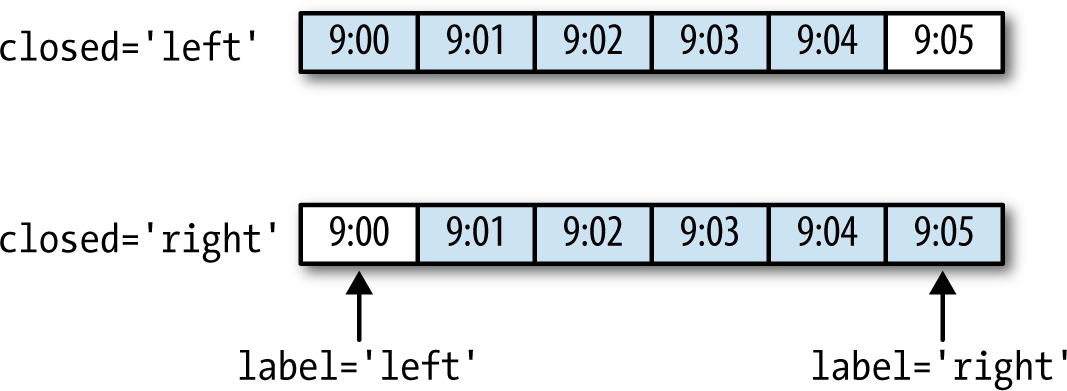 closed='left' 9:00 9:01 9:02 9:03 9:04 9:05
closed='right' 9:00 9:01 9:02 9:03 9:04 9:05
label='left' label='right'